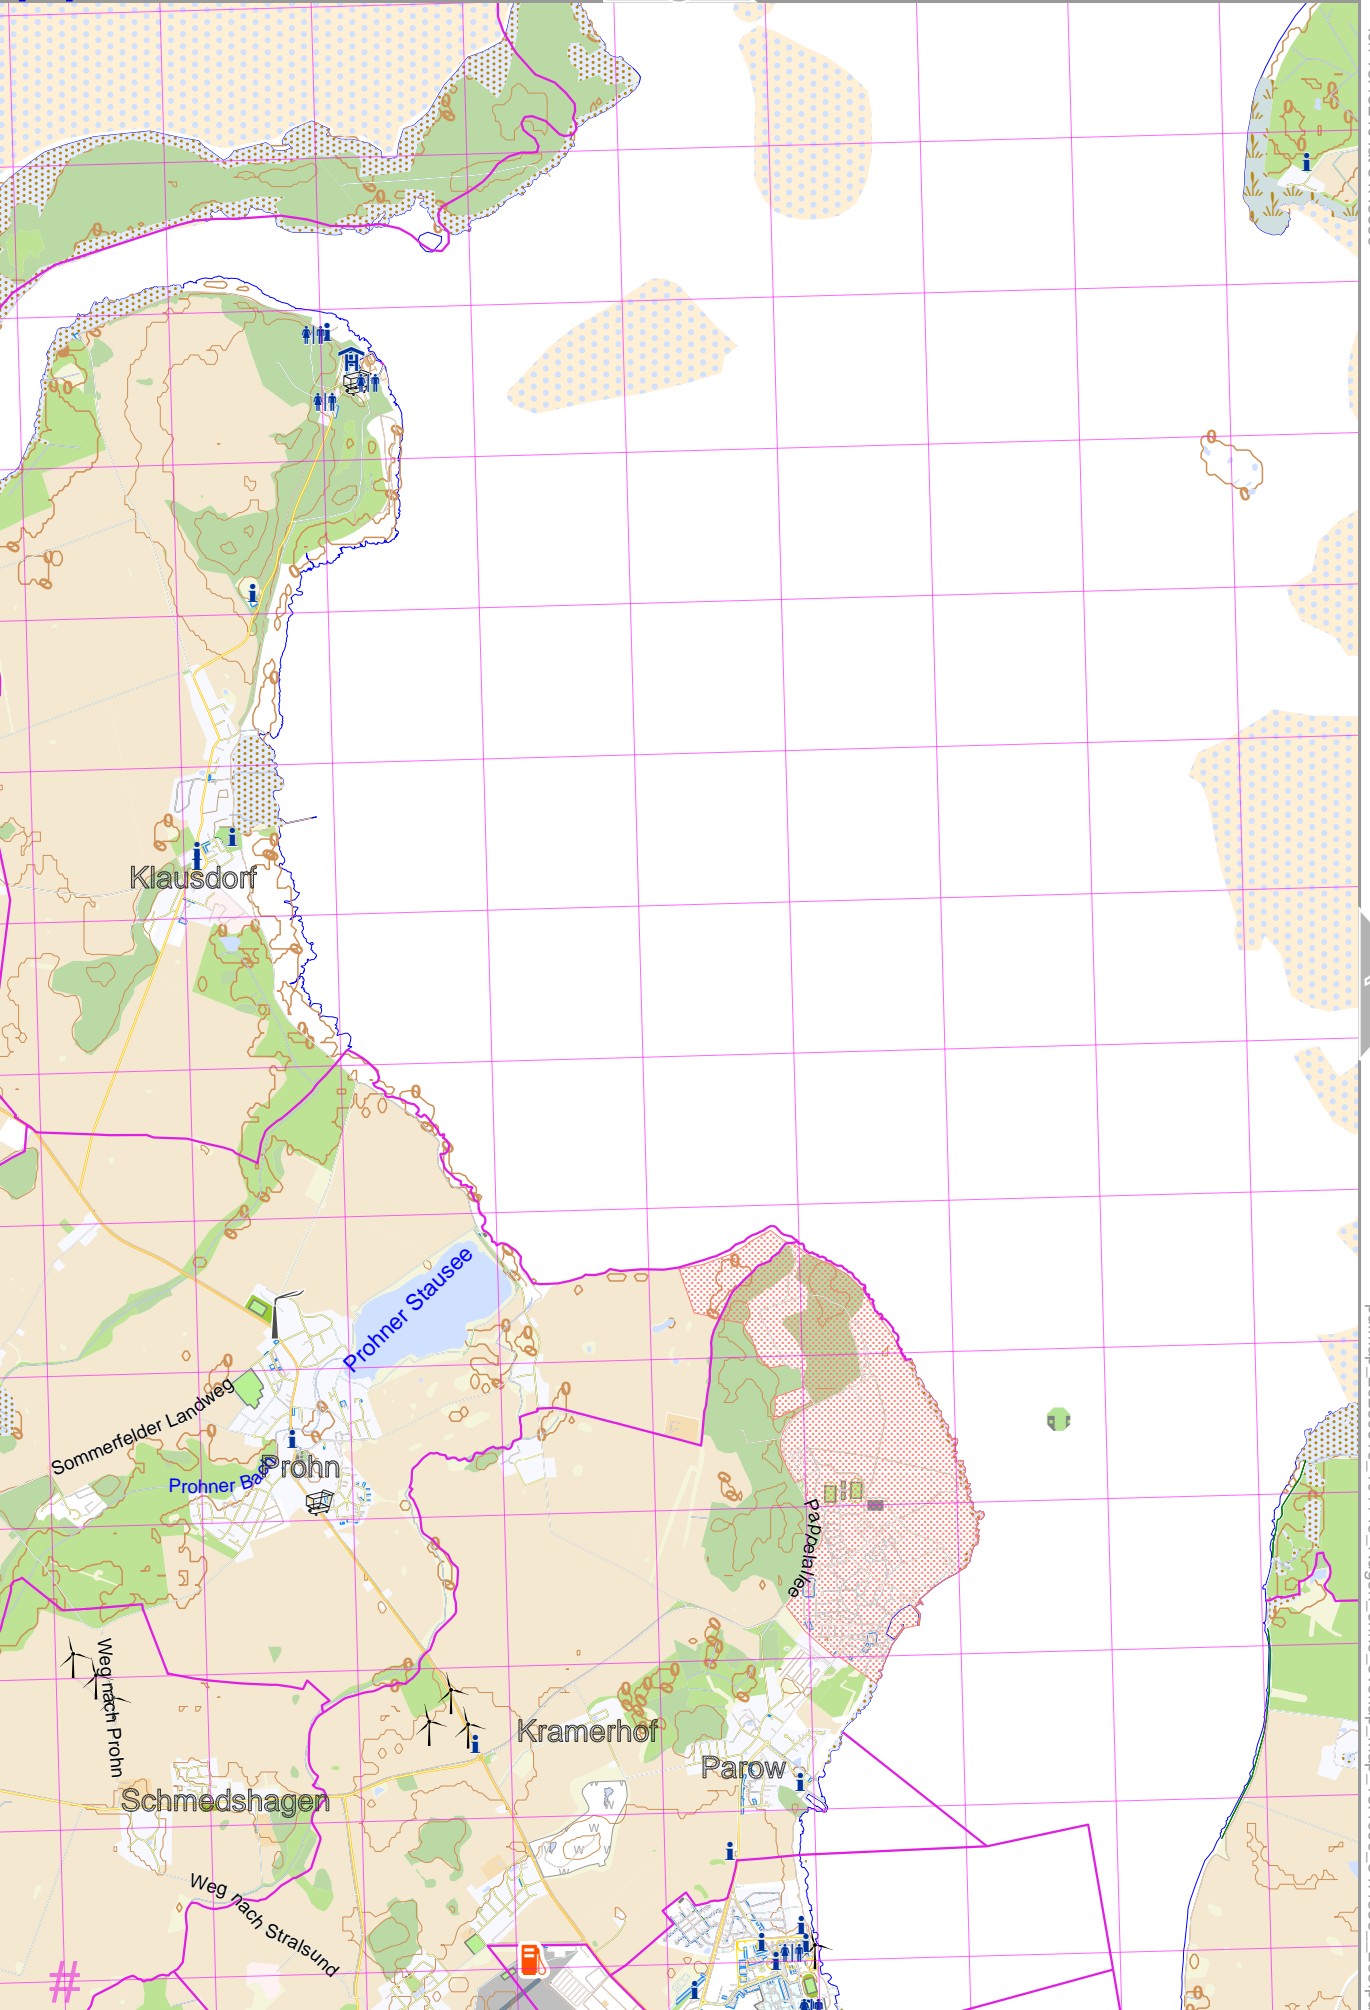 Klausdorf
Prohner Stausee
Sommerfelder Landweg
Prohn
Prohner Bach
Pappelallee
Weg nach Prohn
Kramerhof
Parow
Schmedshagen
Weg nach Stralsund
#